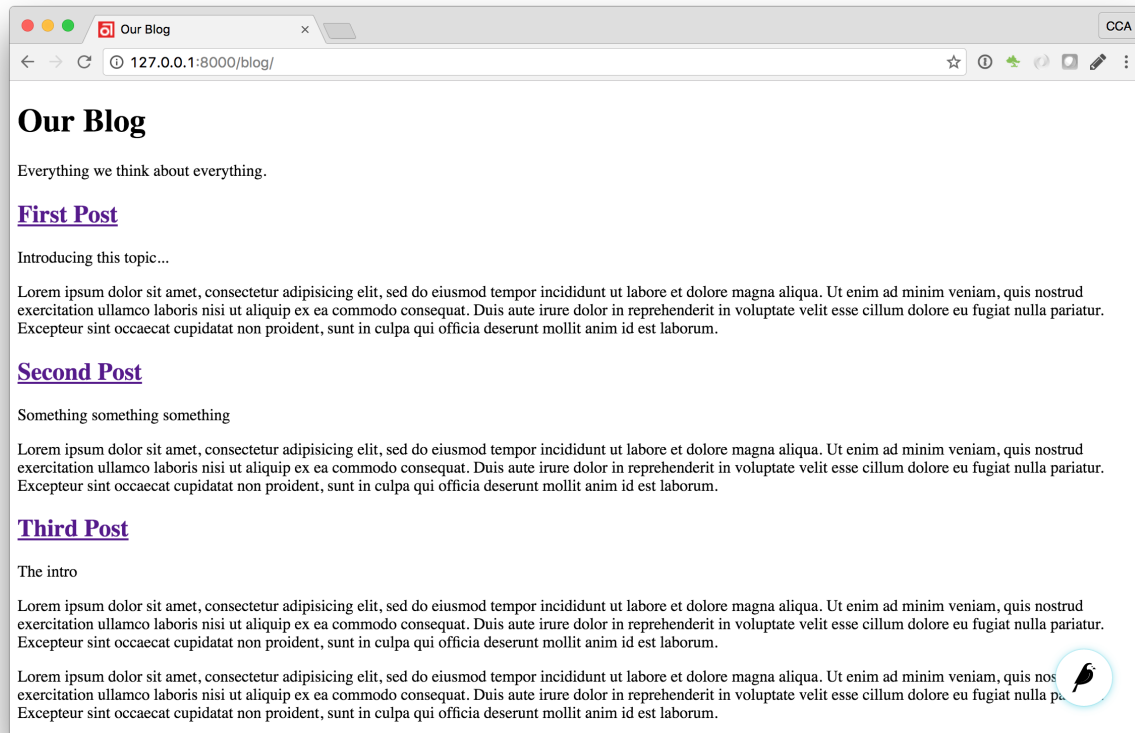 Our Blog
CCA
127.0.0.1:8000/blog/
Our Blog
Everything we think about everything.
First Post
Introducing this topic...
Lorem ipsum dolor sit amet, consectetur adipisicing elit, sed do eiusmod tempor incididunt ut labore et dolore magna aliqua. Ut enim ad minim veniam, quis nostrud
exercitation ullamco laboris nisi ut aliquip ex ea commodo consequat. Duis aute irure dolor in reprehenderit in voluptate velit esse cillum dolore eu fugiat nulla pariatur.
Excepteur sint occaecat cupidatat non proident, sunt in culpa qui officia deserunt mollit anim id est laborum.
Second Post
Something something something
Lorem ipsum dolor sit amet, consectetur adipisicing elit, sed do eiusmod tempor incididunt ut labore et dolore magna aliqua. Ut enim ad minim veniam, quis nostrud
exercitation ullamco laboris nisi ut aliquip ex ea commodo consequat. Duis aute irure dolor in reprehenderit in voluptate velit esse cillum dolore eu fugiat nulla pariatur.
Excepteur sint occaecat cupidatat non proident, sunt in culpa qui officia deserunt mollit anim id est laborum.
Third Post
The intro
Lorem ipsum dolor sit amet, consectetur adipisicing elit, sed do eiusmod tempor incididunt ut labore et dolore magna aliqua. Ut enim ad minim veniam, quis nostrud
exercitation ullamco laboris nisi ut aliquip ex ea commodo consequat. Duis aute irure dolor in reprehenderit in voluptate velit esse cillum dolore eu fugiat nulla pariatur.
Excepteur sint occaecat cupidatat non proident, sunt in culpa qui officia deserunt mollit anim id est laborum.
Lorem ipsum dolor sit amet, consectetur adipisicing elit, sed do eiusmod tempor incididunt ut labore et dolore magna aliqua. Ut enim ad minim veniam, quis
exercitation ullamco laboris nisi ut aliquip ex ea commodo consequat. Duis aute irure dolor in reprehenderit in voluptate velit esse cillum dolore eu fugiat nulla
Excepteur sint occaecat cupidatat non proident, sunt in culpa qui officia deserunt mollit anim id est laborum.